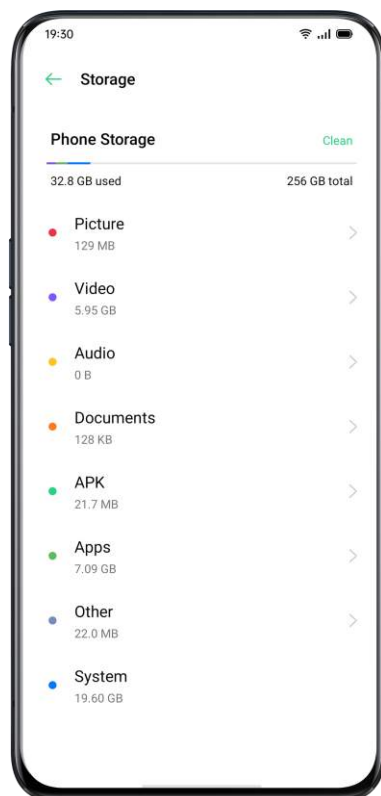 19:30
Storage
Phone Storage
Clean
32.8 GB used
256 GB total
Picture
129 MB
Video
5.95 GB
Audio
0 B
Documents
128 KB
APK
21.7 MB
Apps
7.09 GB
Other
22.0 MB
System
19.60 GB